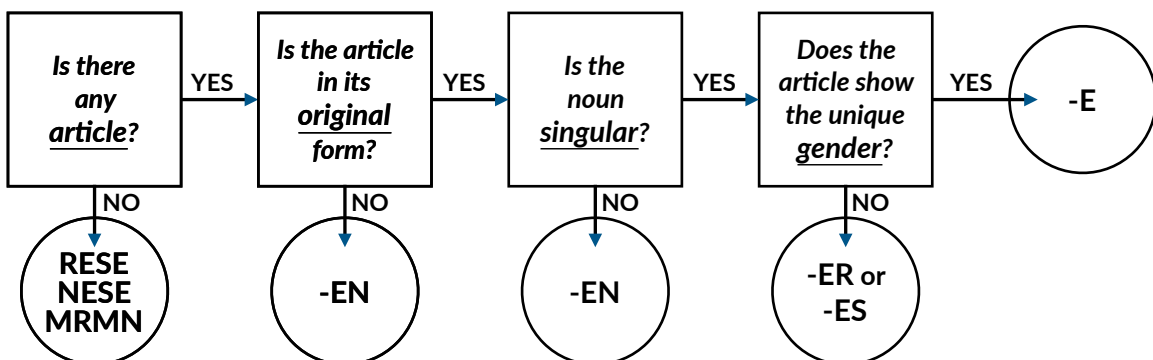 Is there
any
article?
YES
Is the article
in its
original
form?
YES
Is the
noun
singular?
YES
Does the
article show
the unique
gender?
YES
-E
NO
RESE
NESE
MRMN
NO
-EN
NO
-EN
NO
-ER or
-ES